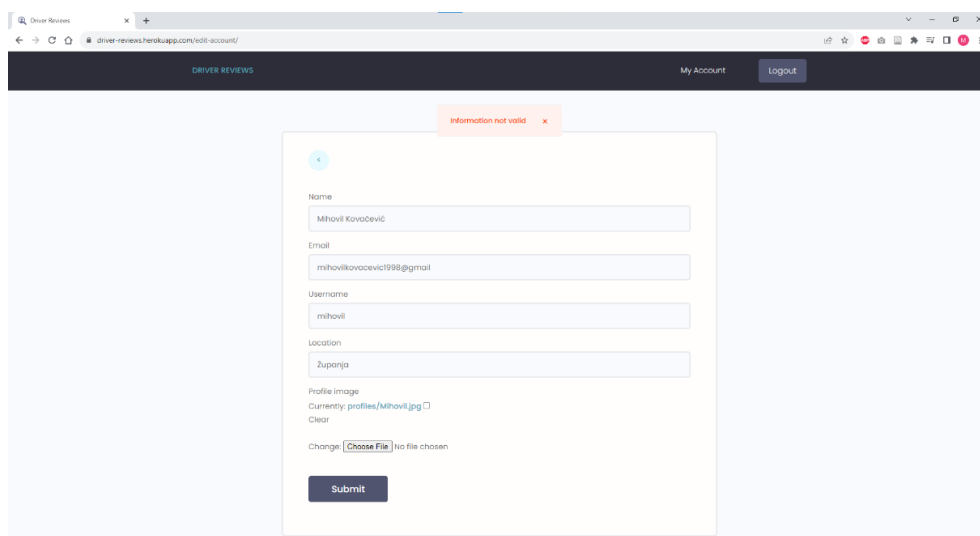 Driver Reviews
driver-reviews.herokuapp.com/edit-account/
DRIVER REVIEWS
My Account
Logout
Information not valid x
<
Name
Mihovil Kovačević
Email
mihovilkovacevic1998@gmail
Username
mihovil
Location
Županja
Profile image
Currently: profiles/Mihovil.jpg
Clear
Change: Choose File No file chosen
Submit